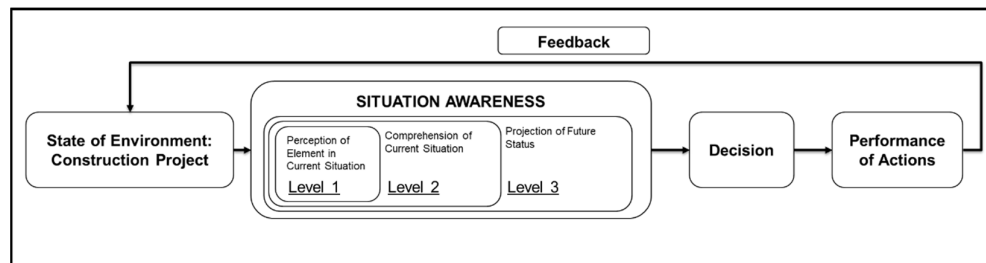 Feedback
SITUATION AWARENESS
State of Environment:
Construction Project
Perception of
Element in
Current Situation
Level 1
Comprehension of
Current Situation
Level 2
Projection of Future
Status
Level 3
Decision
Performance
of Actions